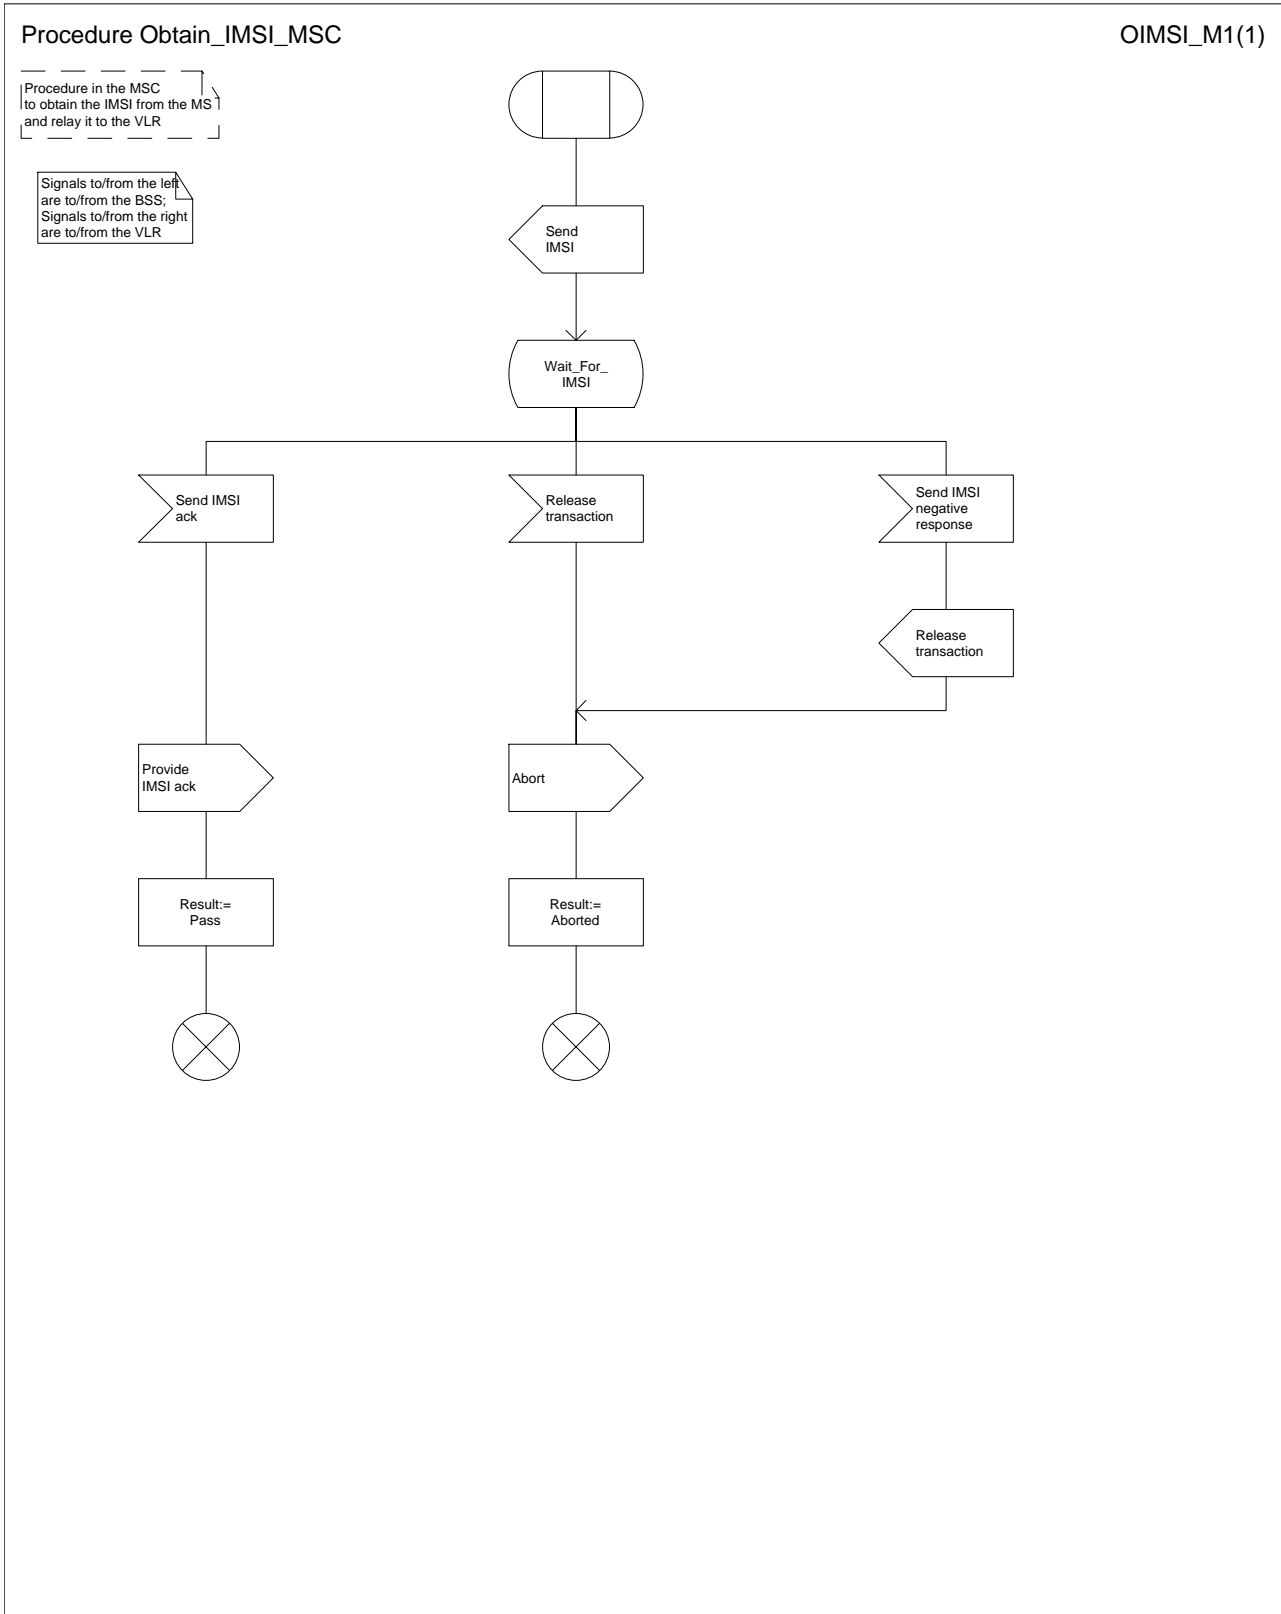 Procedure Obtain_IMSI_MSC
OIMSI_M1(1)
Procedure in the MSC
to obtain the IMSI from the MS
and relay it to the VLR
Signals to/from the left
are to/from the BSS;
Signals to/from the right
are to/from the VLR
Send
IMSI
Wait_For_
IMSI
Send IMSI
ack
Release
transaction
Send IMSI
negative
response
Release
transaction
Provide
IMSI ack
Abort
Result:=
Pass
Result:=
Aborted